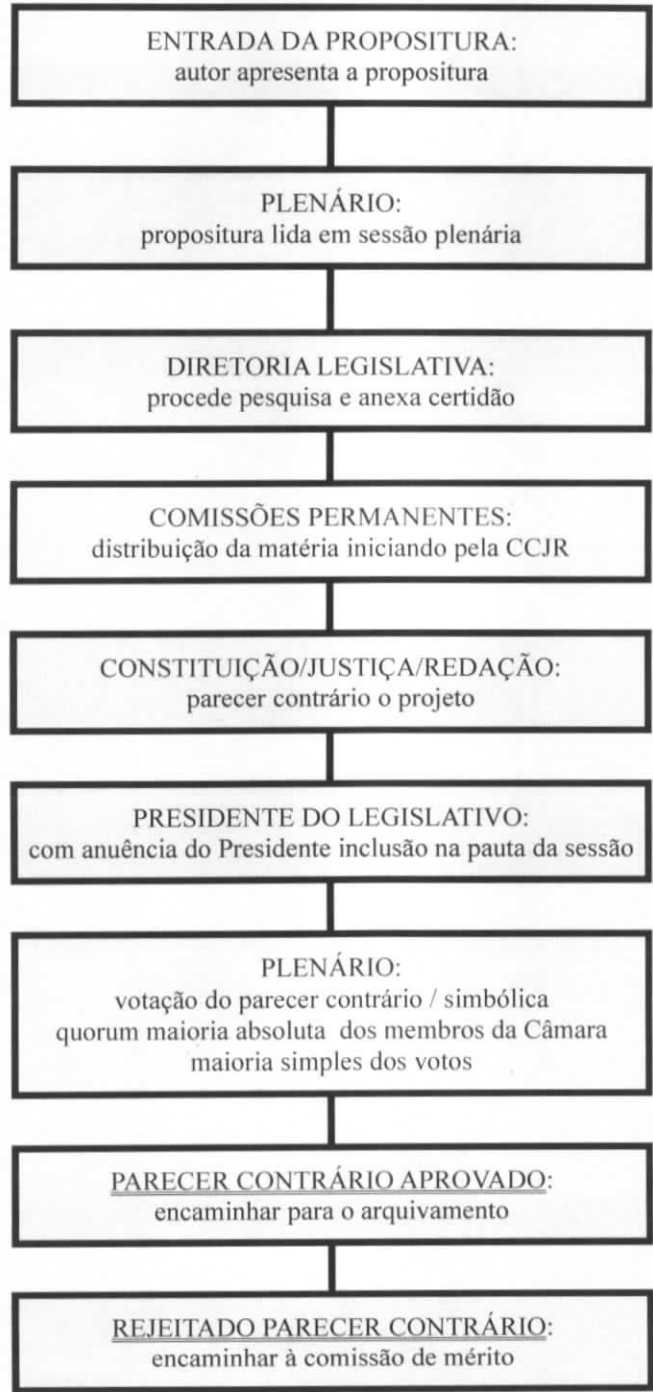 ENTRADA DA PROPOSITURA:
autor apresenta a propositura
PLENÁRIO:
propositura lida em sessão plenária
DIRETORIA LEGISLATIVA:
procede pesquisa e anexa certidão
COMISSÕES PERMANENTES:
distribuição da matéria iniciando pela CCJR
CONSTITUIÇÃO/JUSTIÇA/REDAÇÃO:
parecer contrário o projeto
PRESIDENTE DO LEGISLATIVO:
com anuência do Presidente inclusão na pauta da sessão
PLENÁRIO:
votação do parecer contrário / simbólica
quorum maioria absoluta dos membros da Câmara
maioria simples dos votos
PARECER CONTRÁRIO APROVADO:
encaminhar para o arquivamento
REJEITADO PARECER CONTRÁRIO:
encaminhar à comissão de mérito